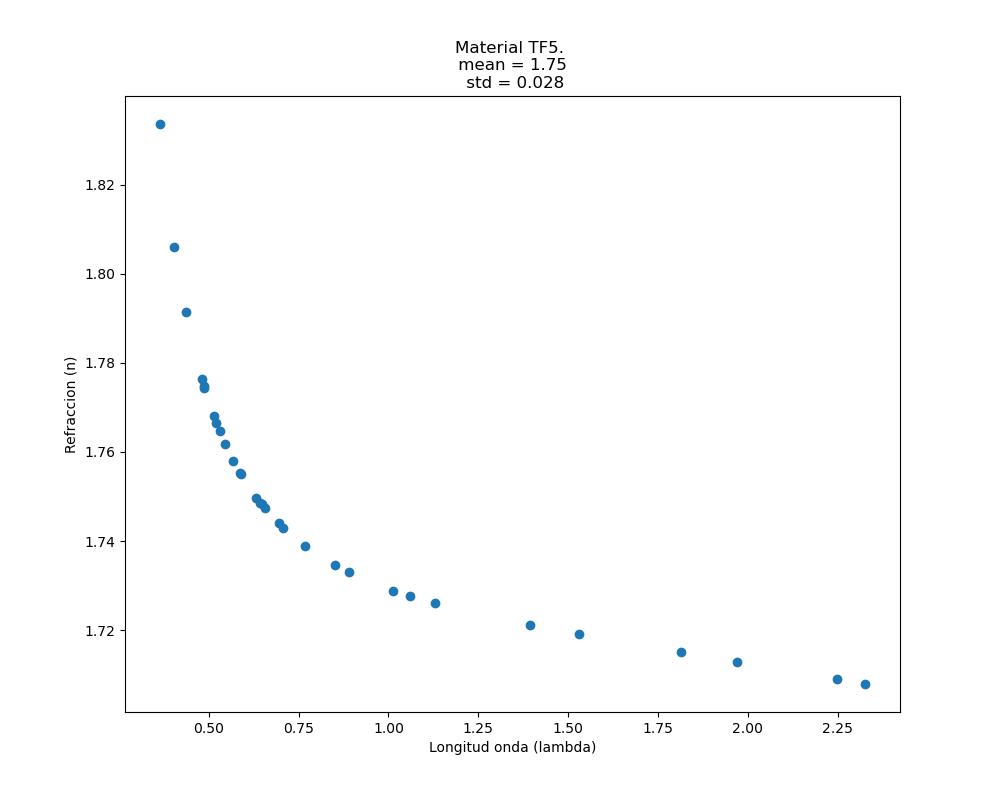 Material TF5.
mean = 1.75
std = 0.028
1.82
1.80
1.78
1.76
1.74
1.72
Refraccion (n)
0.50 0.75 1.00 1.25 1.50 1.75 2.00 2.25
Longitud onda (lambda)